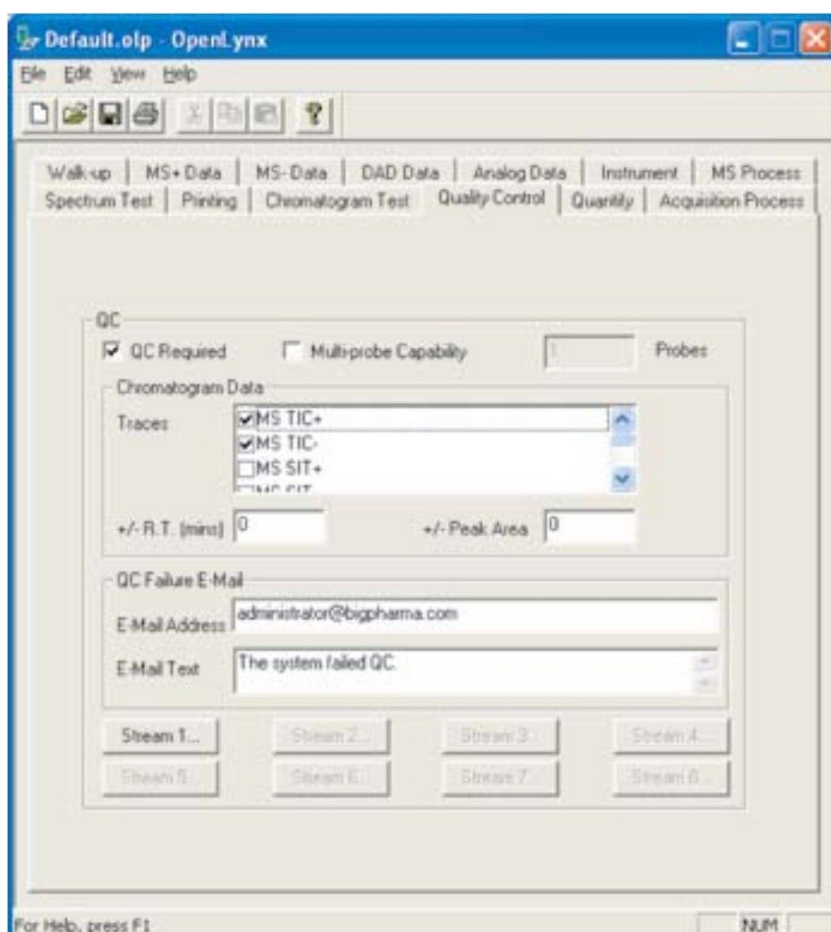 Default.olp - OpenLynx
File Edit View Help
Walk-up MS+ Data MS- Data DAD Data Analog Data Instrument MS Process
Spectrum Test Printing Chromatogram Test Quality Control Quantify Acquisition Process
QC
QC Required Multi-probe Capability 1 Probes
Chromatogram Data
Traces
MS TIC+
MS TIC-
MS SIT+
+/- R.T. (mins) 0 +/- Peak Area 0
QC Failure E-Mail
E-Mail Address administrator@bigpharma.com
E-Mail Text The system failed QC.
Stream 1... Stream 2... Stream 3... Stream 4...
Stream 5... Stream 6... Stream 7... Stream 8...
For Help, press F1 NUM